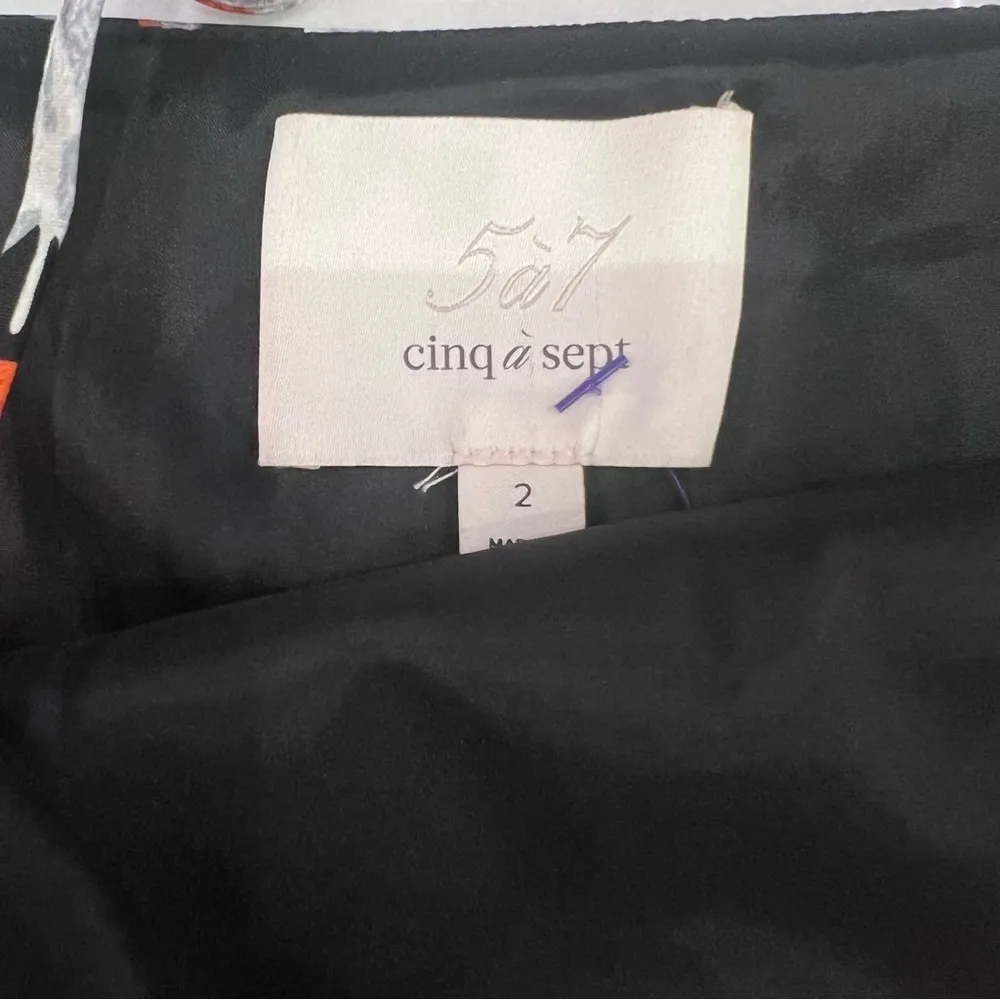 5à7
cinq à sept
2